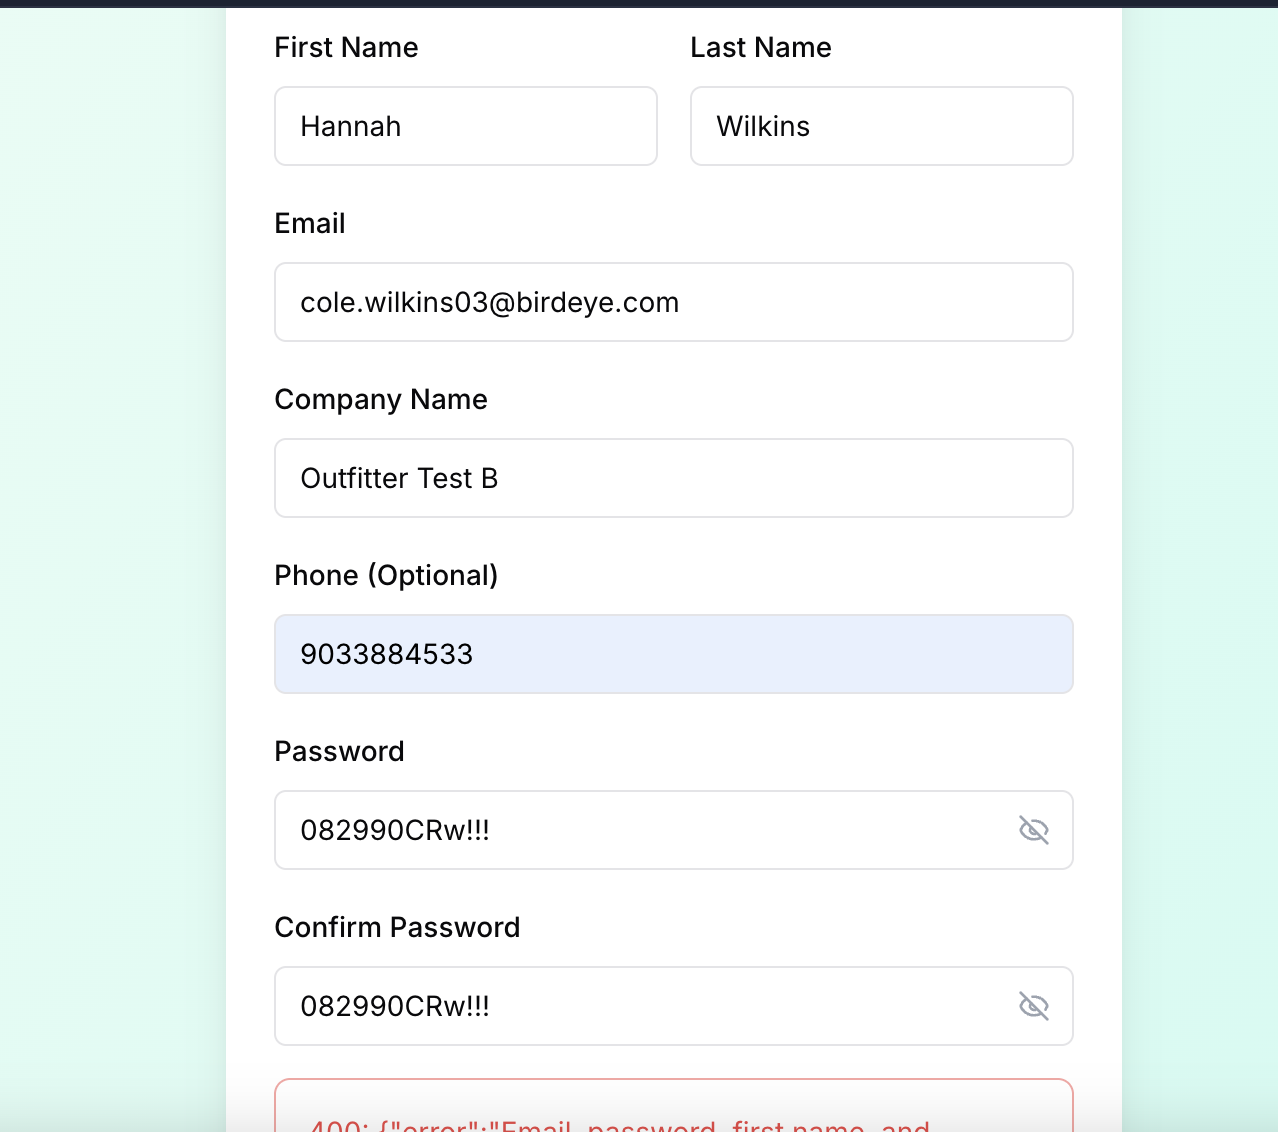 First Name
Last Name
Hannah
Wilkins
Email
cole.wilkins03@birdeye.com
Company Name
Outfitter Test B
Phone (Optional)
9033884533
Password
082990CRw!!!
Confirm Password
082990CRw!!!
400: {"error":"Email, password, first name, and